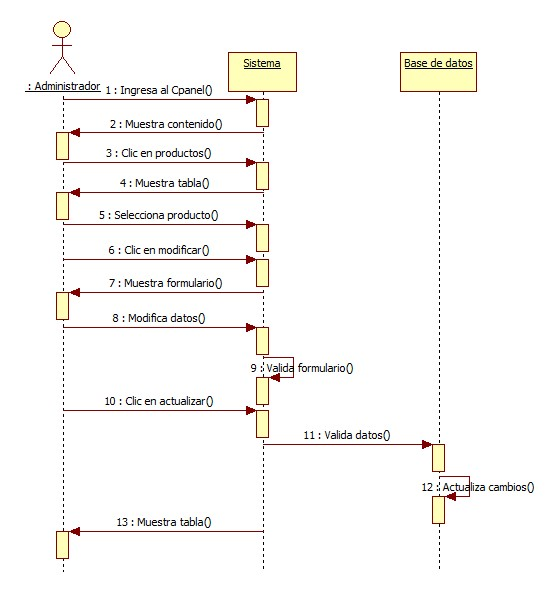 Sistema
Base de datos
: Administrador
1 : Ingresa al Cpanel()
2 : Muestra contenido()
3 : Clic en productos()
4 : Muestra tabla()
5 : Selecciona producto()
6 : Clic en modificar()
7 : Muestra formulario()
8 : Modifica datos()
9 : Valida formulario()
10 : Clic en actualizar()
11 : Valida datos()
12 : Actualiza cambios()
13 : Muestra tabla()